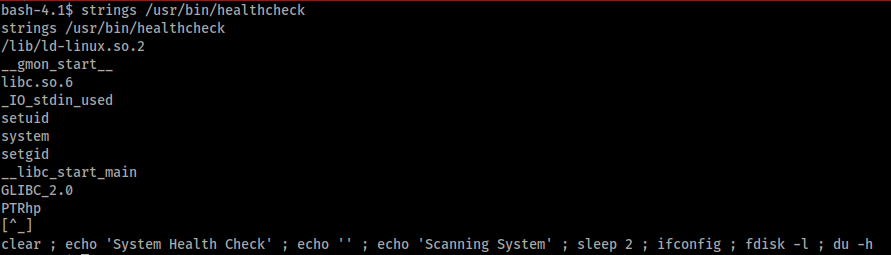 bash-4.1$ strings /usr/bin/healthcheck
strings /usr/bin/healthcheck
/lib/ld-linux.so.2
__gmon_start__
libc.so.6
_IO_stdin_used
setuid
system
setgid
__libc_start_main
GLIBC_2.0
PTRhp
[^_]
clear ; echo 'System Health Check' ; echo '' ; echo 'Scanning System' ; sleep 2 ; ifconfig ; fdisk -l ; du -h